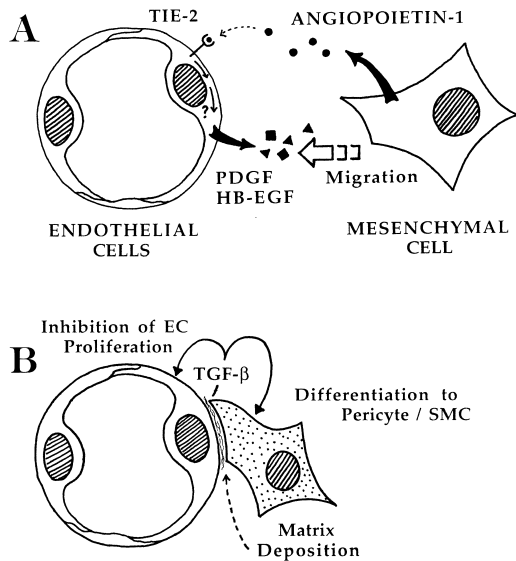 A
TIE-2
ANGIOPOIETIN-1
?
PDGF
HB-EGF
Migration
ENDOTHELIAL
CELLS
MESENCHYMAL
CELL
B
Inhibition of EC
Proliferation
TGF-β
Differentiation to
Pericyte / SMC
Matrix
Deposition